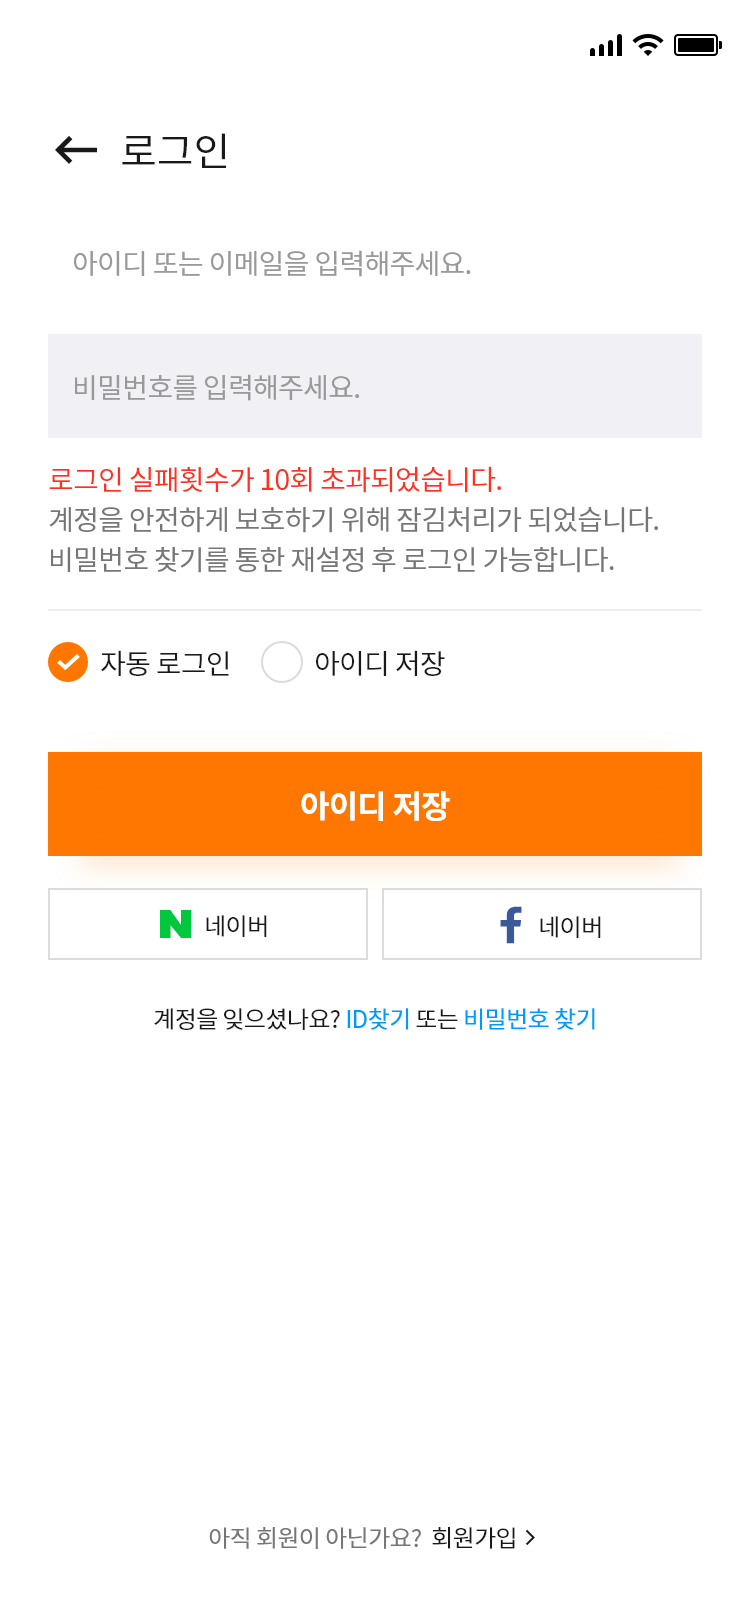 로그인
아이디 또는 이메일을 입력해주세요.
비밀번호를 입력해주세요.
로그인 실패횟수가 10회 초과되었습니다.
계정을 안전하게 보호하기 위해 잠김처리가 되었습니다.
비밀번호 찾기를 통한 재설정 후 로그인 가능합니다.
자동 로그인 아이디 저장
아이디 저장
네이버 네이버
계정을 잊으셨나요? ID찾기 또는 비밀번호 찾기
아직 회원이 아닌가요? 회원가입